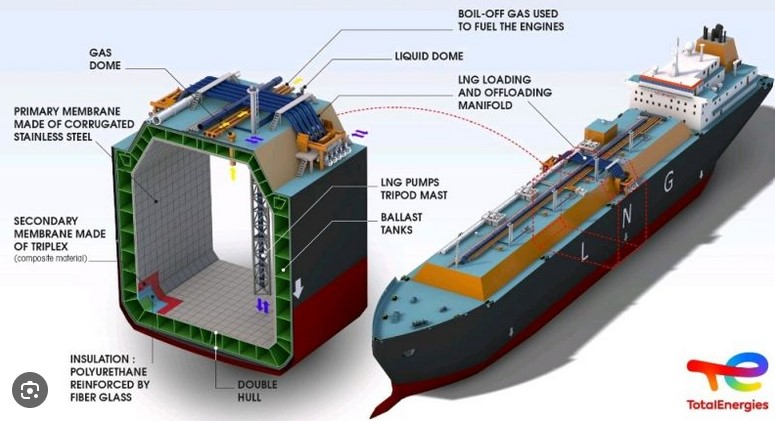 BOIL-OFF GAS USED
TO FUEL THE ENGINES
GAS
DOME
LIQUID DOME
LNG LOADING
AND OFFLOADING
MANIFOLD
PRIMARY MEMBRANE
MADE OF CORRUGATED
STAINLESS STEEL
LNG PUMPS
TRIPOD MAST
SECONDARY
MEMBRANE MADE
OF TRIPLEX
(composite material)
BALLAST
TANKS
L N G
INSULATION :
POLYURETHANE
REINFORCED BY
FIBER GLASS
DOUBLE
HULL
TotalEnergies